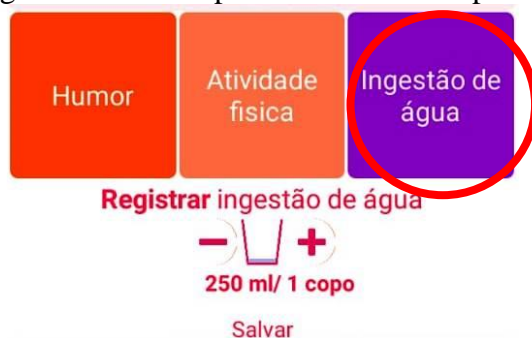 Humor
Atividade
fisica
Ingestão de
água
Registrar ingestão de água
250 ml/ 1 copo
Salvar